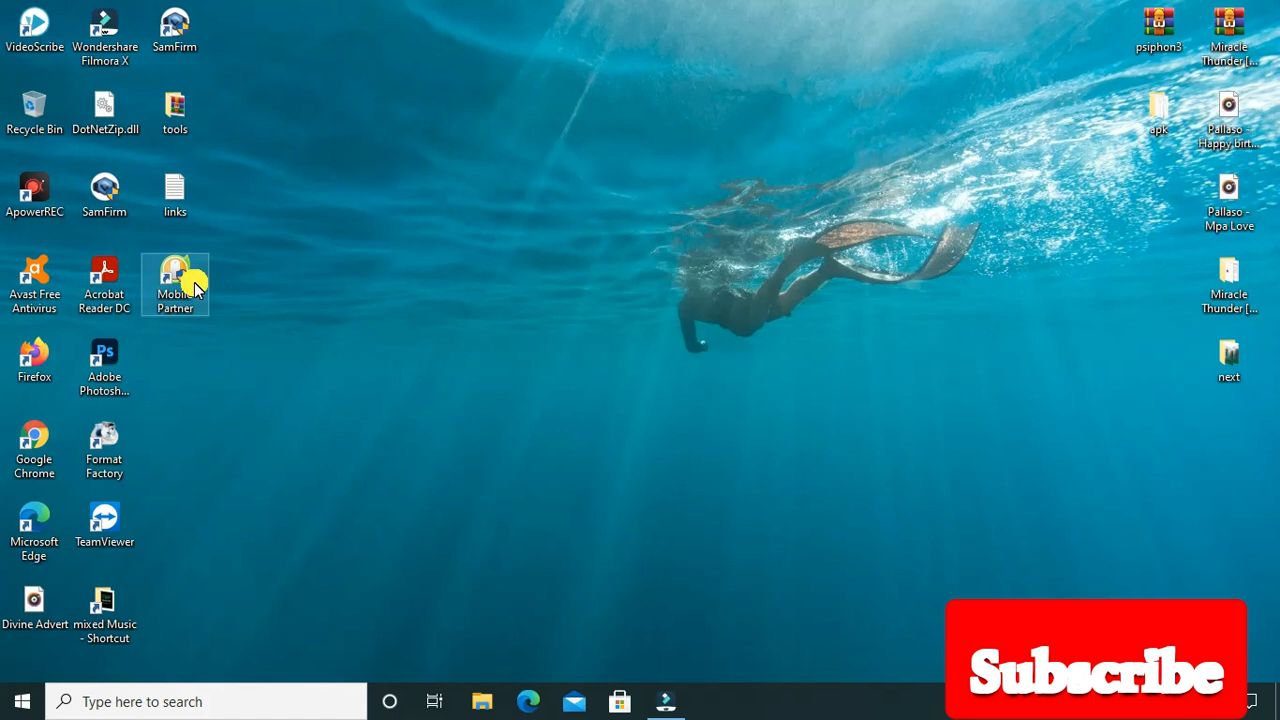 VideoScribe
Wondershare
Filmora X
SamFirm
psiphon3
Miracle
Thunder [...
Recycle Bin
DotNetZip.dll
tools
apk
Pallaso -
Happy birt...
ApowerREC
SamFirm
links
Pallaso -
Mpa Love
Avast Free
Antivirus
Acrobat
Reader DC
Mobile
Partner
Miracle
Thunder [...
Firefox
Ps
Adobe
Photosh...
next
Google
Chrome
Format
Factory
Microsoft
Edge
TeamViewer
Divine Advert
mixed Music
- Shortcut
Subscribe
Type here to search